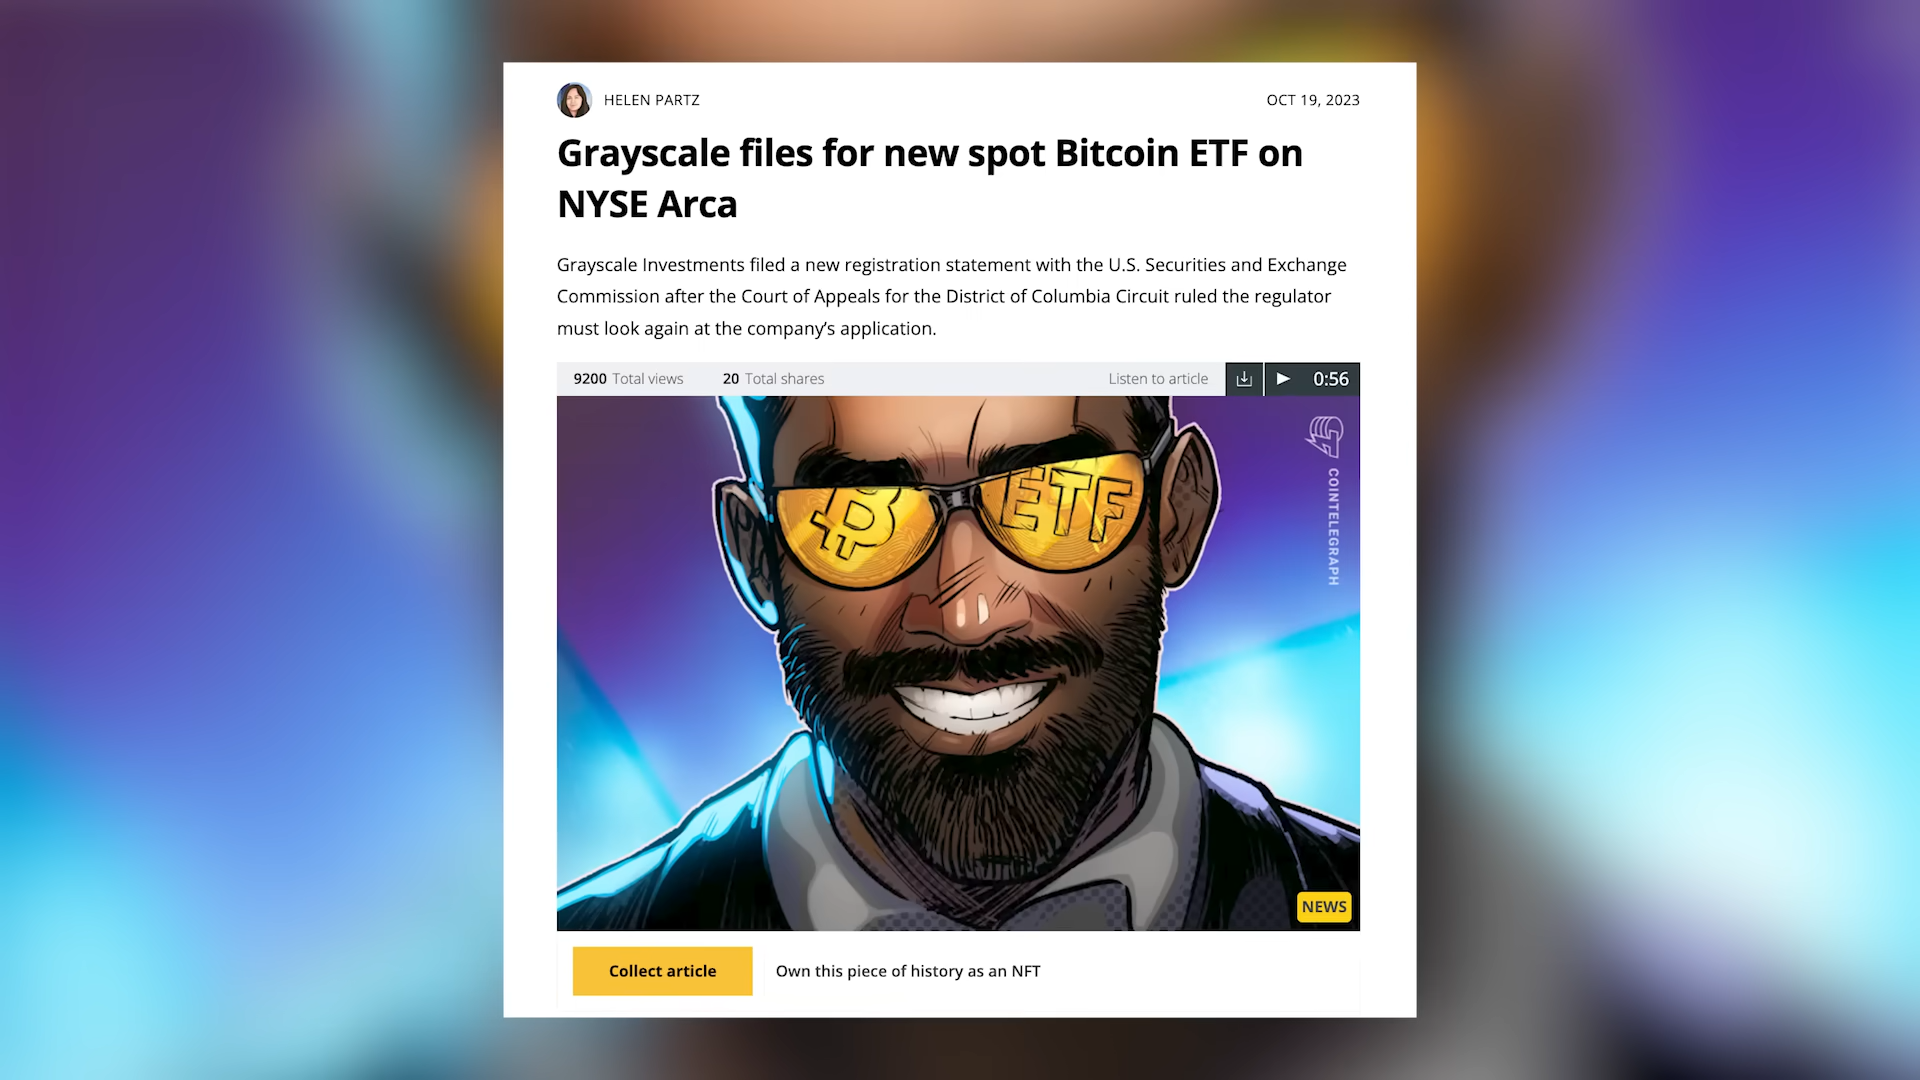 HELEN PARTZ
OCT 19, 2023
Grayscale files for new spot Bitcoin ETF on
NYSE Arca
Grayscale Investments filed a new registration statement with the U.S. Securities and Exchange
Commission after the Court of Appeals for the District of Columbia Circuit ruled the regulator
must look again at the company’s application.
9200 Total views
20 Total shares
Listen to article
0:56
ETF
COINTELEGRAPH
NEWS
Collect article
Own this piece of history as an NFT